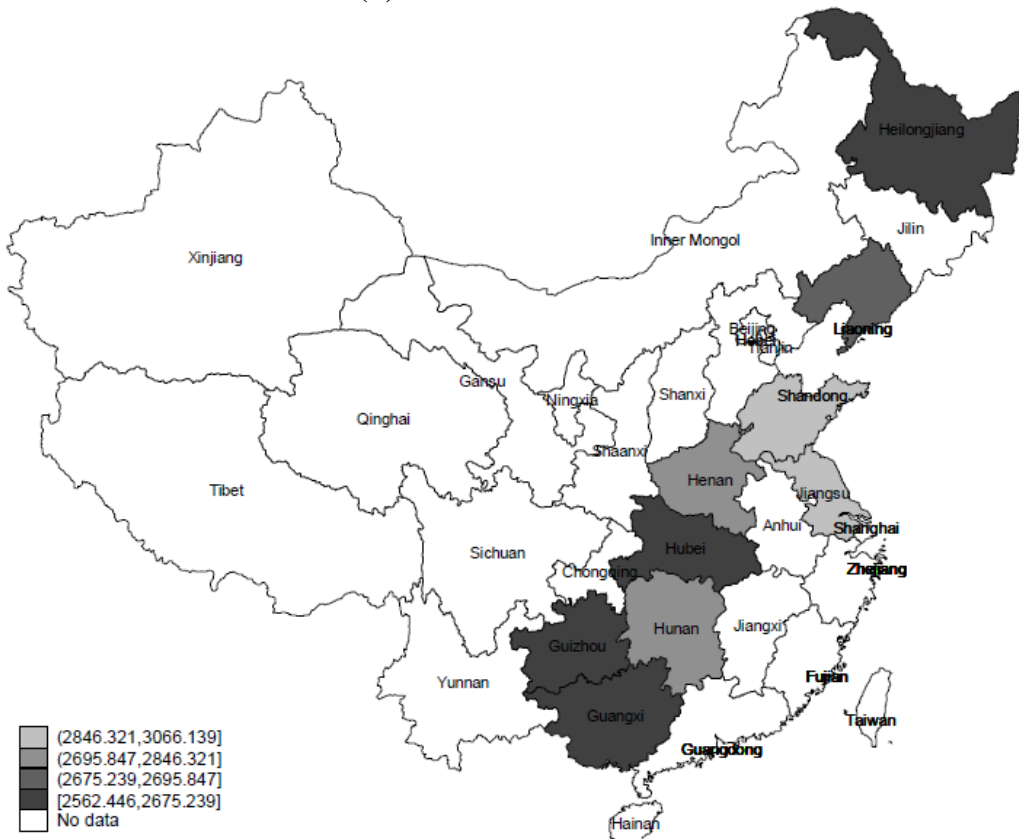 Heilongjiang
Jilin
Inner Mongol
Xinjiang
Beijing
Tianjin
Liaoning
Gansu
Shanxi
Shandong
Ningxia
Qinghai
Shaanxi
Henan
Jiangsu
Tibet
Anhui
Shanghai
Hubei
Sichuan
Chongqing
Zhejiang
Hunan
Jiangxi
Guizhou
Yunnan
Fujian
Guangxi
Taiwan
Guangdong
Hainan
(2846.321,3066.139]
(2695.847,2846.321]
(2675.239,2695.847]
[2562.446,2675.239]
No data